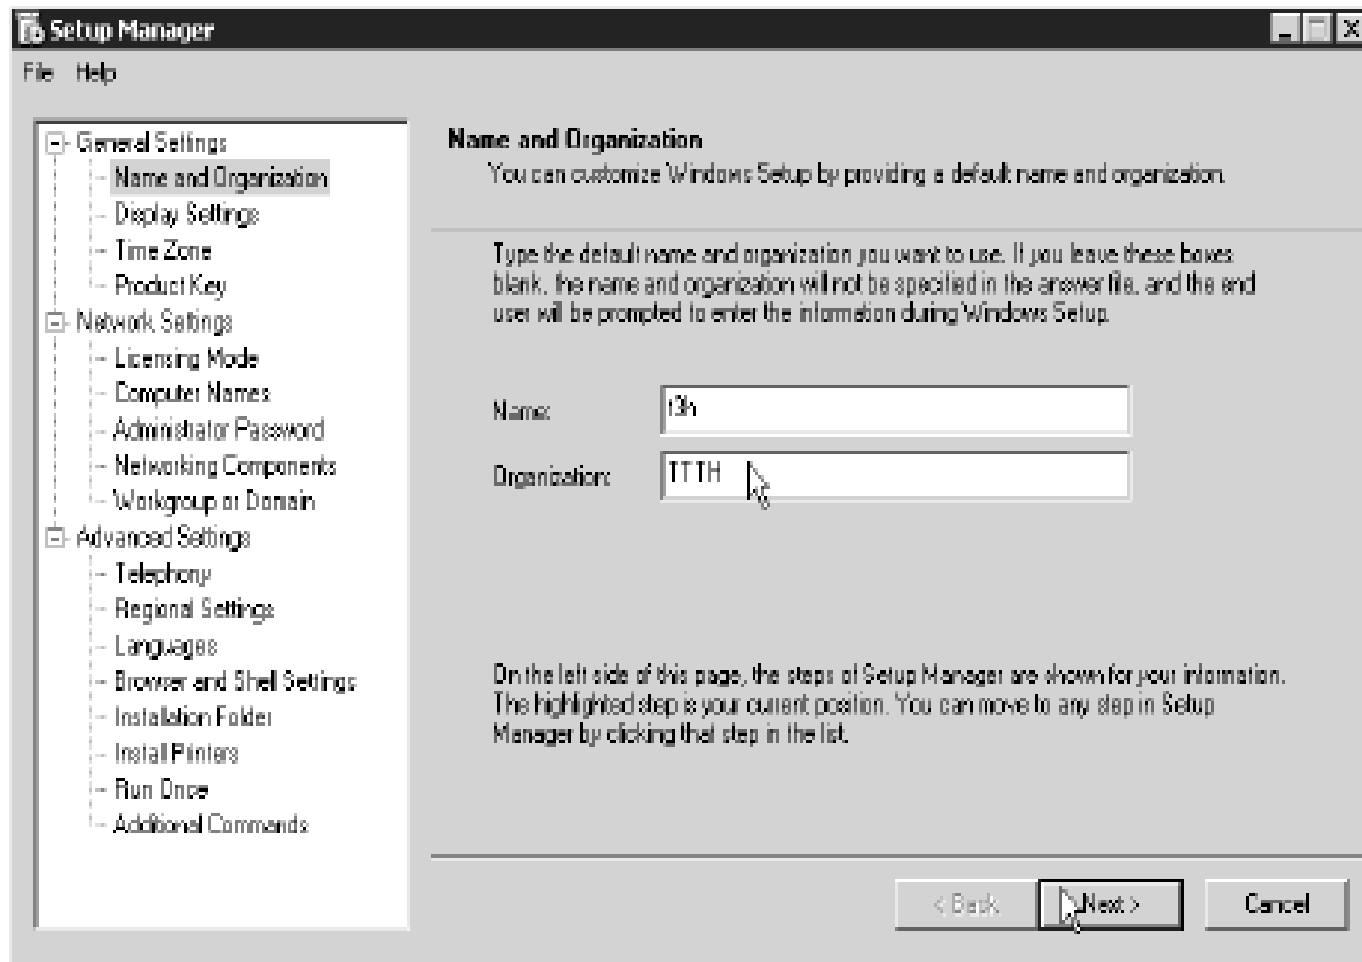 Setup Manager
File Help
General Settings
Name and Organization
Display Settings
Time Zone
Product Key
Network Settings
Licensing Mode
Computer Names
Administrator Password
Networking Components
Workgroup or Domain
Advanced Settings
Telephony
Regional Settings
Languages
Browser and Shell Settings
Installation Folder
Install Printers
Run Once
Additional Commands
Name and Organization
You can customize Windows Setup by providing a default name and organization.
Type the default name and organization you want to use. If you leave these boxes
blank, the name and organization will not be specified in the answer file, and the end
user will be prompted to enter the information during Windows Setup.
Name:
Organization: TTTH
On the left side of this page, the steps of Setup Manager are shown for your information.
The highlighted step is your current position. You can move to any step in Setup
Manager by clicking that step in the list.
< Back Next > Cancel